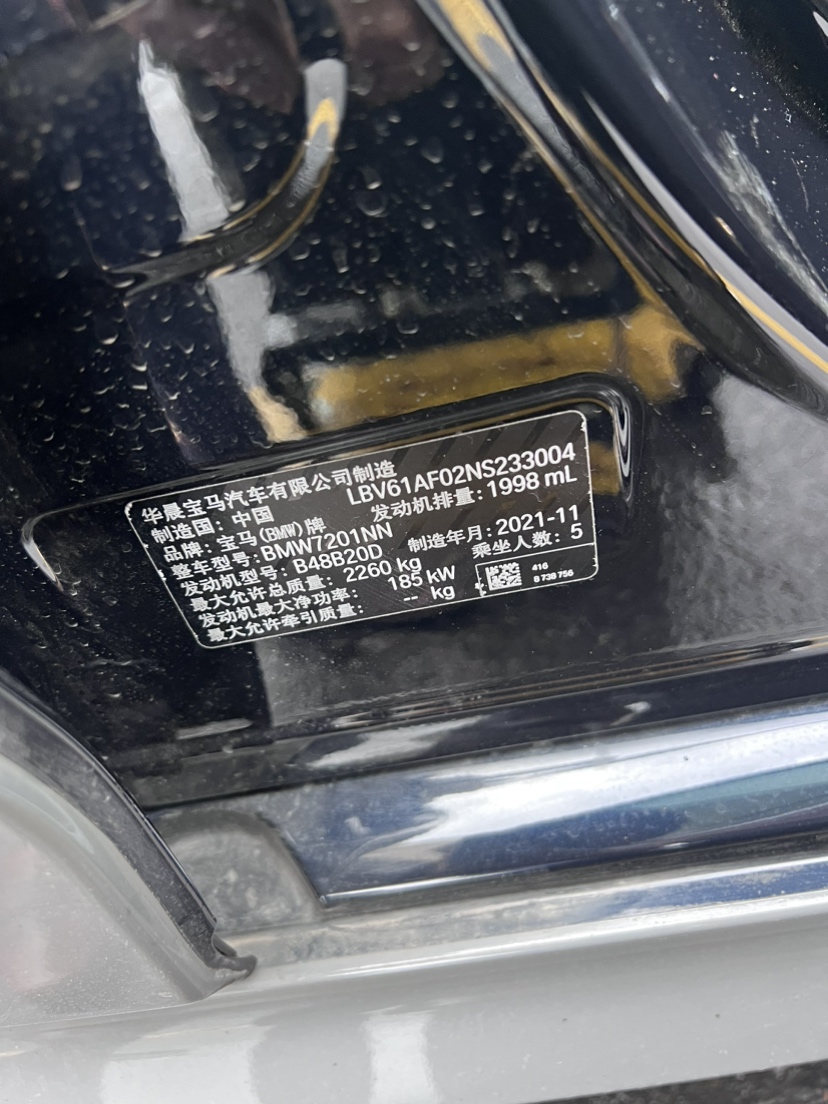 华晨宝马汽车有限公司制造
LBV61AF02NS233004
制造国：中国
发动机排量：1998 mL
品牌：宝马(BMW)牌
整车型号：BMW7201NN
制造年月：2021-11
发动机型号：B48B20D
乘坐人数：5
最大允许总质量：2260 kg
发动机最大净功率：185 kW
最大允许牵引质量：-- kg
416
8 738 756